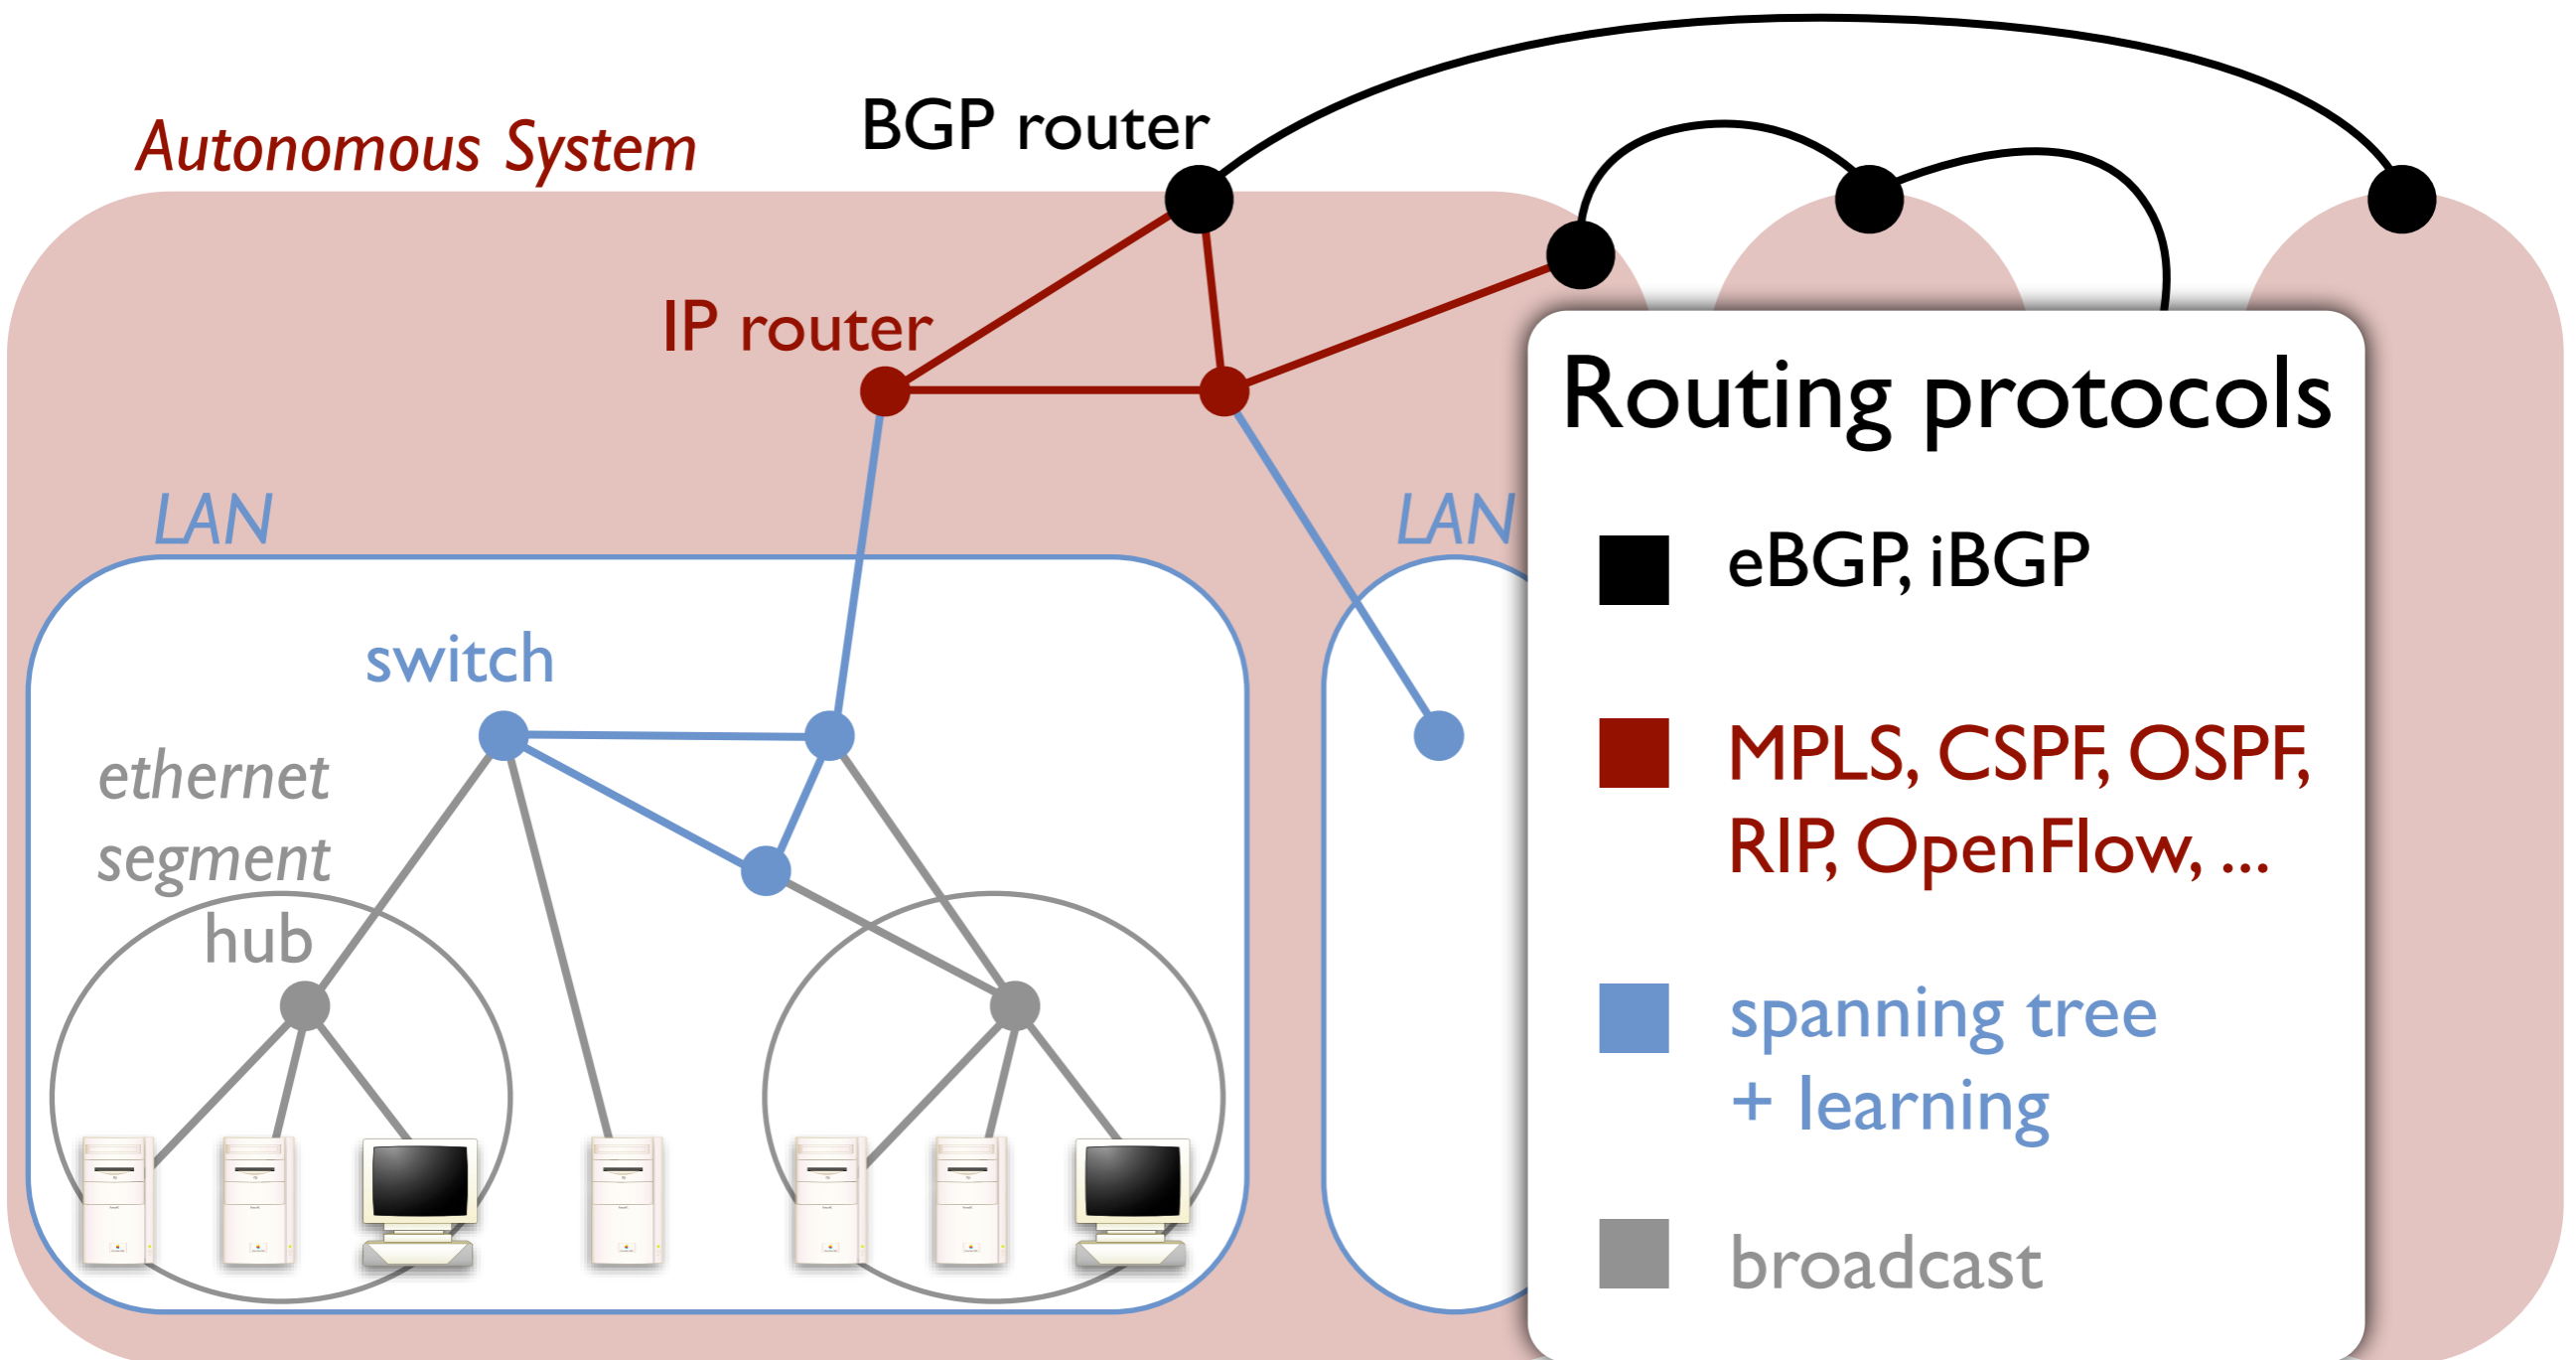 BGP router
Autonomous System
IP router
LAN
LAN
switch
ethernet
segment
hub
Routing protocols
eBGP, iBGP
MPLS, CSPF, OSPF,
RIP, OpenFlow, ...
spanning tree
+ learning
broadcast